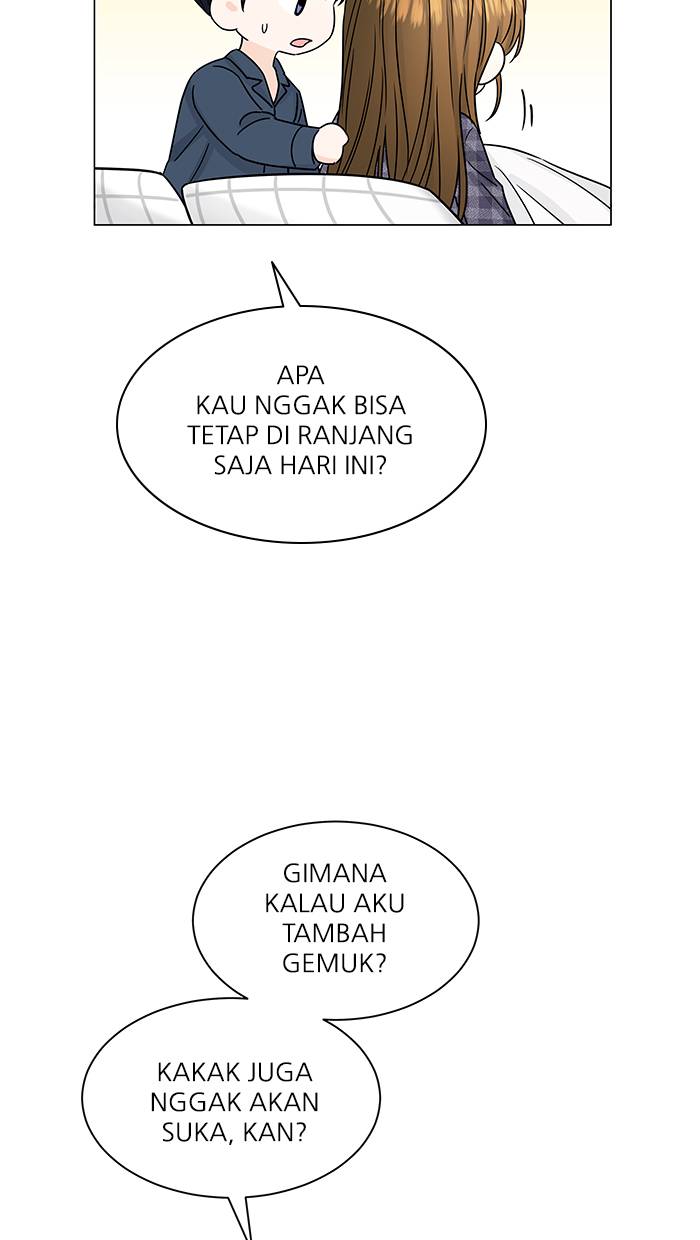 APA
KAU NGGAK BISA
TETAP DI RANJANG
SAJA HARI INI?
GIMANA
KALAU AKU
TAMBAH
GEMUK?
KAKAK JUGA
NGGAK AKAN
SUKA, KAN?